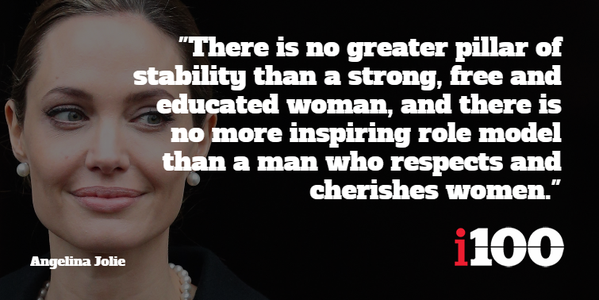 "There is no greater pillar of
stability than a strong, free and
educated woman, and there is
no more inspiring role model
than a man who respects and
cherishes women."
i100
Angelina Jolie